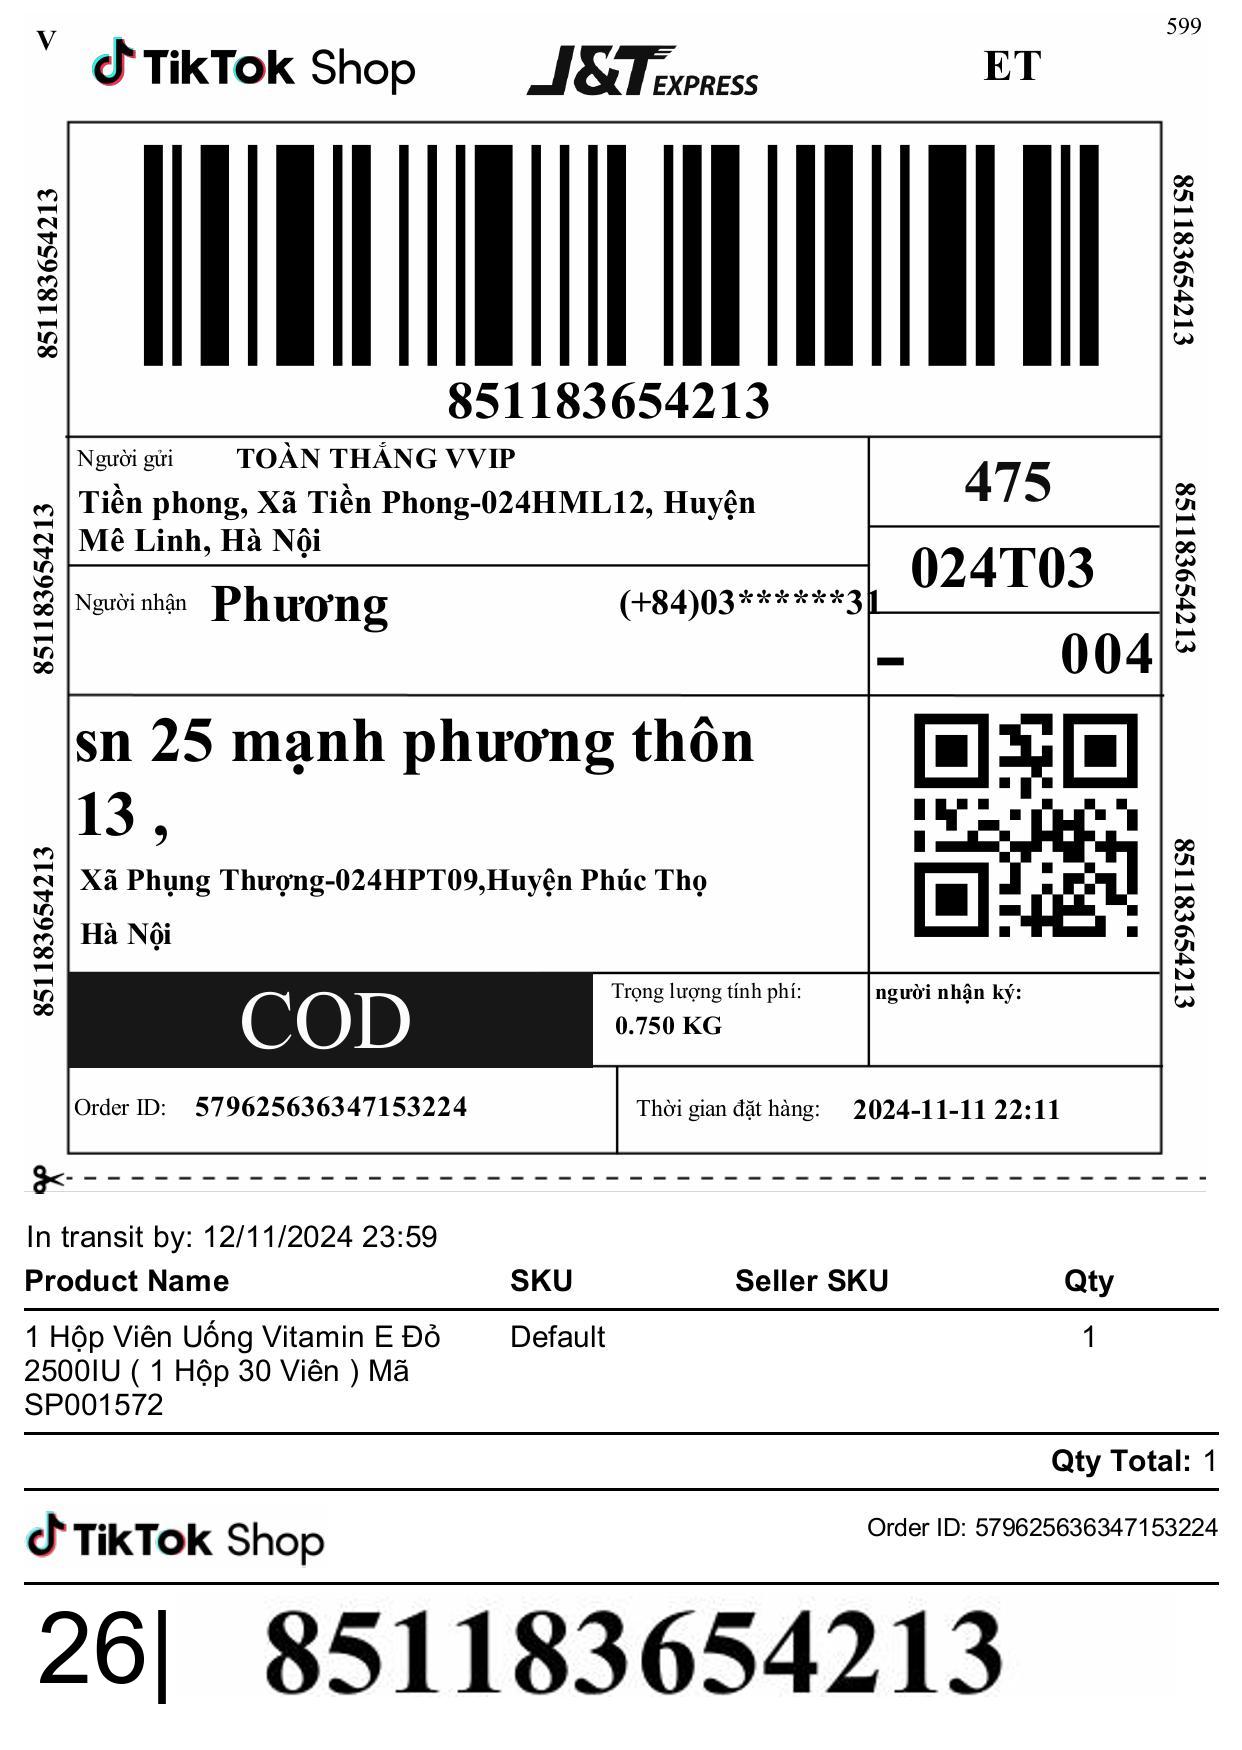 599
V
TikTok Shop
J&T EXPRESS
ET
851183654213
851183654213
851183654213
Người gửi TOÀN THẮNG VVIP
Tiền phong, Xã Tiền Phong-024HML12, Huyện
Mê Linh, Hà Nội
475
024T03
851183654213
851183654213
Người nhận Phương (+84)03******31
– 004
sn 25 mạnh phương thôn
13 ,
Xã Phụng Thượng-024HPT09,Huyện Phúc Thọ
Hà Nội
851183654213
851183654213
COD
Trọng lượng tính phí:
0.750 KG
người nhận ký:
Order ID: 579625636347153224
Thời gian đặt hàng: 2024-11-11 22:11
In transit by: 12/11/2024 23:59
Product Name SKU Seller SKU Qty
1 Hộp Viên Uống Vitamin E Đỏ Default 1
2500IU ( 1 Hộp 30 Viên ) Mã
SP001572
Qty Total: 1
TikTok Shop
Order ID: 579625636347153224
26| 851183654213